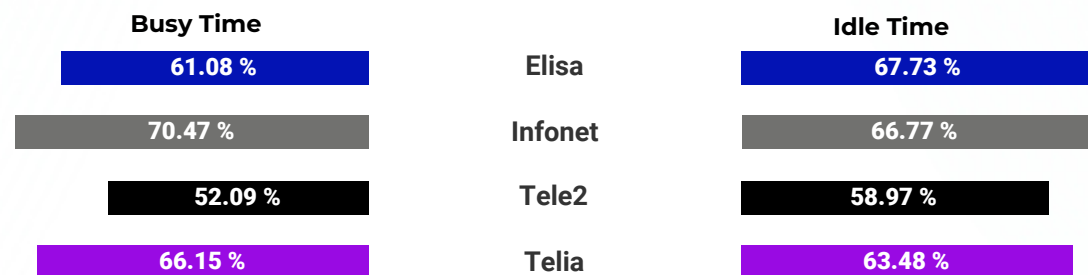 Busy Time
Idle Time
61.08 %
Elisa
67.73 %
70.47 %
Infonet
66.77 %
52.09 %
Tele2
58.97 %
66.15 %
Telia
63.48 %